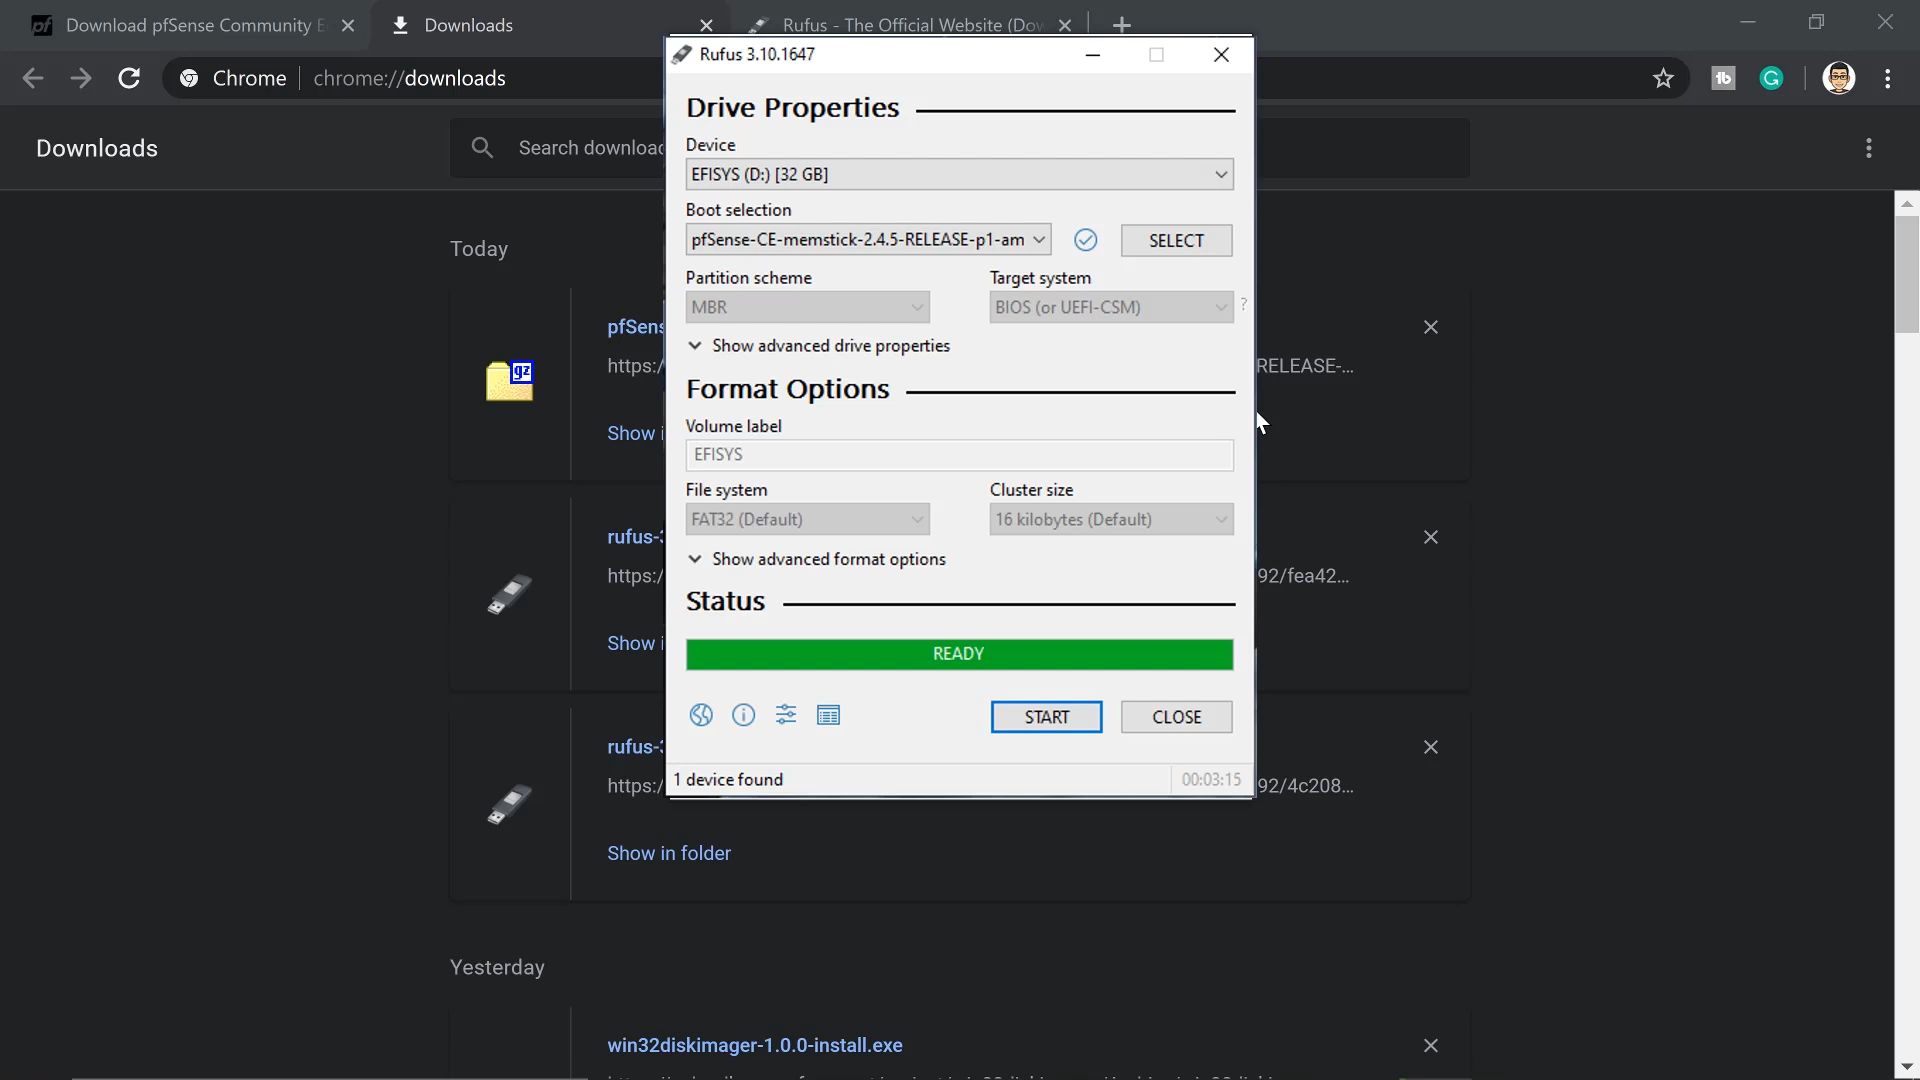 Download pfSense Community E
Downloads
Rufus - The Official Website (Dow
Chrome
chrome://downloads
Downloads
Search downloa
Today
pfSens
https:/
RELEASE-...
Show i
gz
rufus-3
https:/
92/fea42...
Show i
rufus-3
https:/
92/4c208...
Show in folder
Yesterday
win32diskimager-1.0.0-install.exe
Rufus 3.10.1647
Drive Properties
Device
EFISYS (D:) [32 GB]
Boot selection
pfSense-CE-memstick-2.4.5-RELEASE-p1-am
SELECT
Partition scheme
Target system
MBR
BIOS (or UEFI-CSM)
?
Show advanced drive properties
Format Options
Volume label
EFISYS
File system
Cluster size
FAT32 (Default)
16 kilobytes (Default)
Show advanced format options
Status
READY
START
CLOSE
1 device found
00:03:15